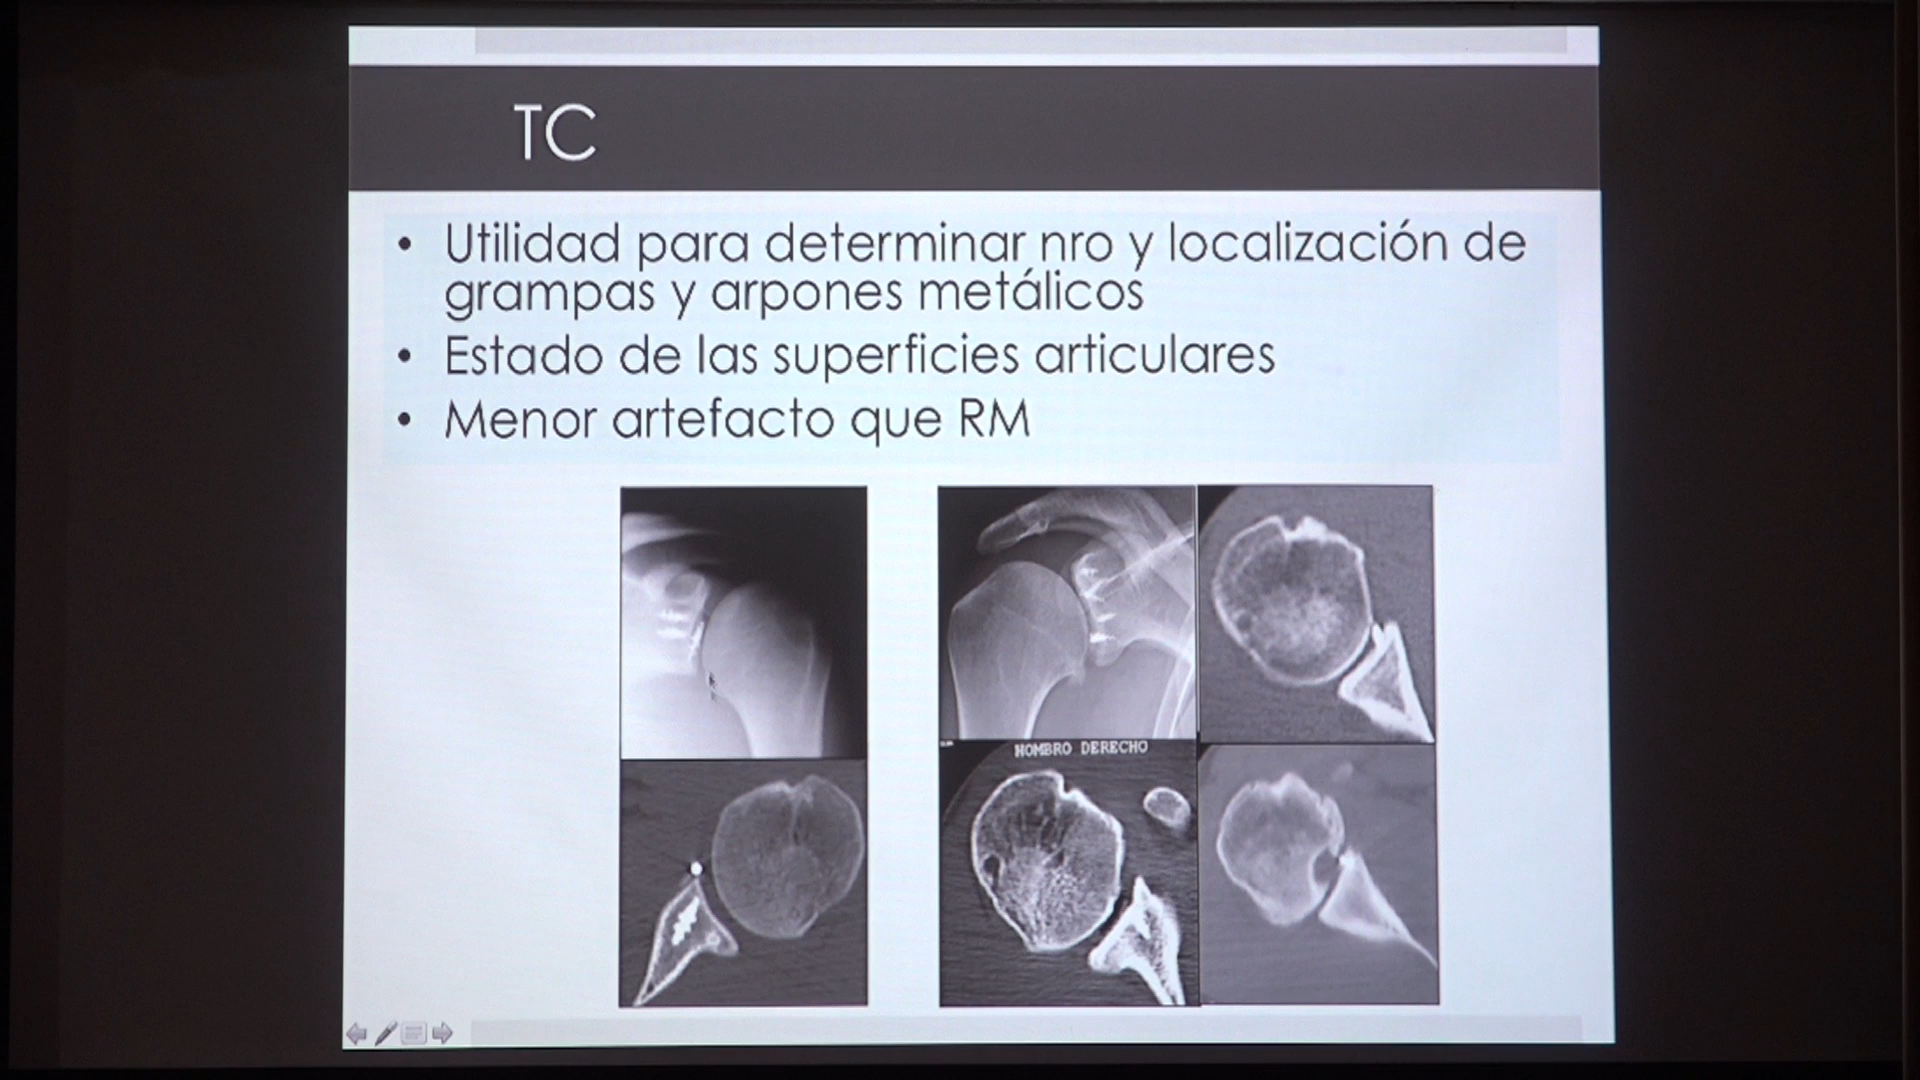 TC
• Utilidad para determinar nro y localización de
grampas y arpones metálicos
• Estado de las superficies articulares
• Menor artefacto que RM
HOMBRO DERECHO